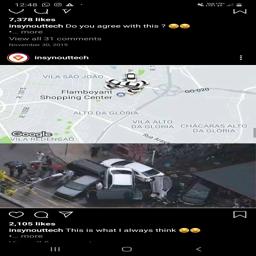 12:48
7,378 likes
insynouttech Do you agree with this ? 😄😄
... more
View all 31 comments
November 30, 2019
insynouttech
VILA SÃO JOÃO
GO-020
Flamboyant
Shopping Center
ALTO DA GLÓRIA
VILA ALTO
DA GLÓRIA
CHÁCARAS ALTO
DA GLÓRIA
Google
VILA REDENÇÃO
2,105 likes
insynouttech This is what I always think 😄😄
... more